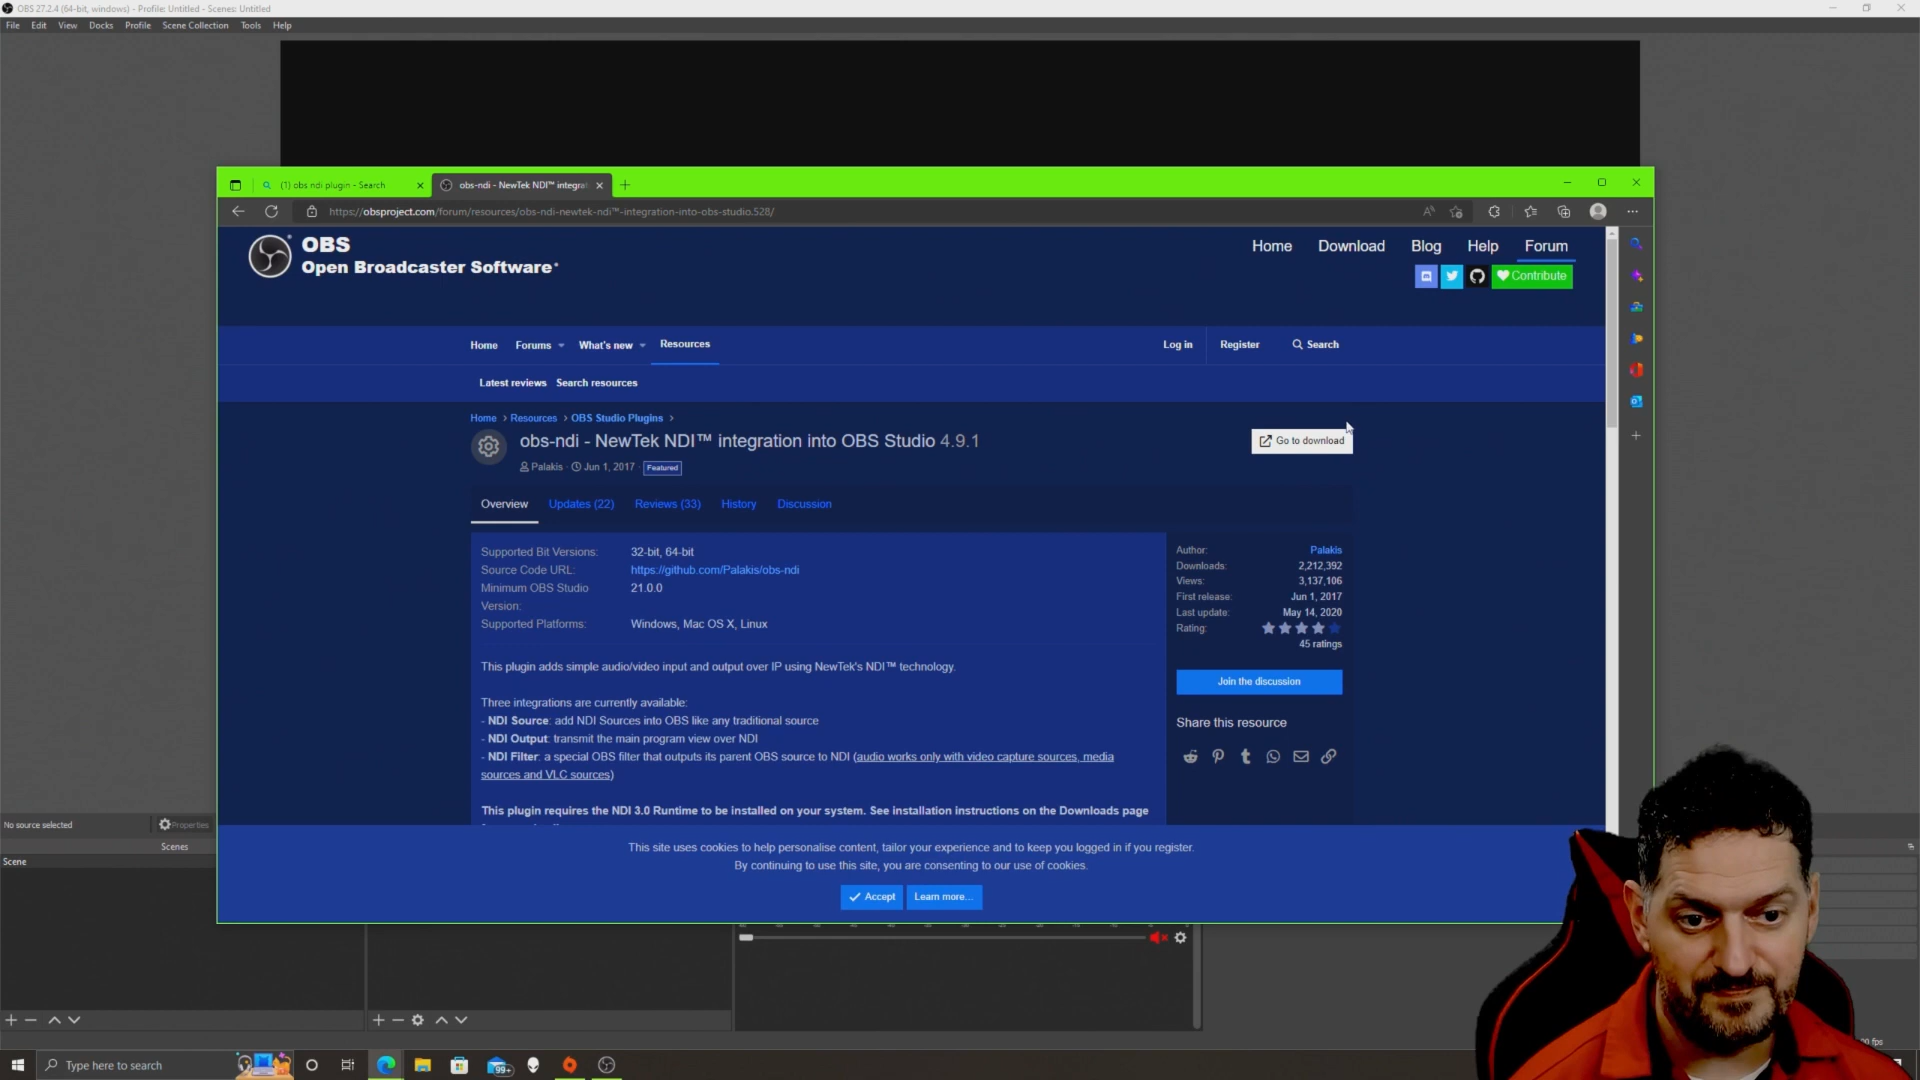 OBS 27.2.4 (64-bit, windows) - Profile: Untitled - Scenes: Untitled
File Edit View Docks Profile Scene Collection Tools Help
(1) obs ndi plugin - Search
obs-ndi - NewTek NDI™ integrat
https://obsproject.com/forum/resources/obs-ndi-newtek-ndi™-integration-into-obs-studio.528/
OBS
Open Broadcaster Software
Home Download Blog Help Forum
Contribute
Home Forums What's new Resources Log in Register Search
Latest reviews Search resources
Home > Resources > OBS Studio Plugins >
obs-ndi - NewTek NDI™ integration into OBS Studio 4.9.1
Go to download
Palakis · Jun 1, 2017 · Featured
Overview Updates (22) Reviews (33) History Discussion
Supported Bit Versions: 32-bit, 64-bit
Source Code URL: https://github.com/Palakis/obs-ndi
Minimum OBS Studio 21.0.0
Version:
Supported Platforms: Windows, Mac OS X, Linux
This plugin adds simple audio/video input and output over IP using NewTek's NDI™ technology.
Three integrations are currently available:
- NDI Source: add NDI Sources into OBS like any traditional source
- NDI Output: transmit the main program view over NDI
- NDI Filter: a special OBS filter that outputs its parent OBS source to NDI (audio works only with video capture sources, media
sources and VLC sources)
This plugin requires the NDI 3.0 Runtime to be installed on your system. See installation instructions on the Downloads page
Author: Palakis
Downloads: 2,212,392
Views: 3,137,106
First release: Jun 1, 2017
Last update: May 14, 2020
Rating:
45 ratings
Join the discussion
Share this resource
This site uses cookies to help personalise content, tailor your experience and to keep you logged in if you register.
By continuing to use this site, you are consenting to our use of cookies.
Accept Learn more…
No source selected Properties
Scenes
Scene
Type here to search
99+
fps